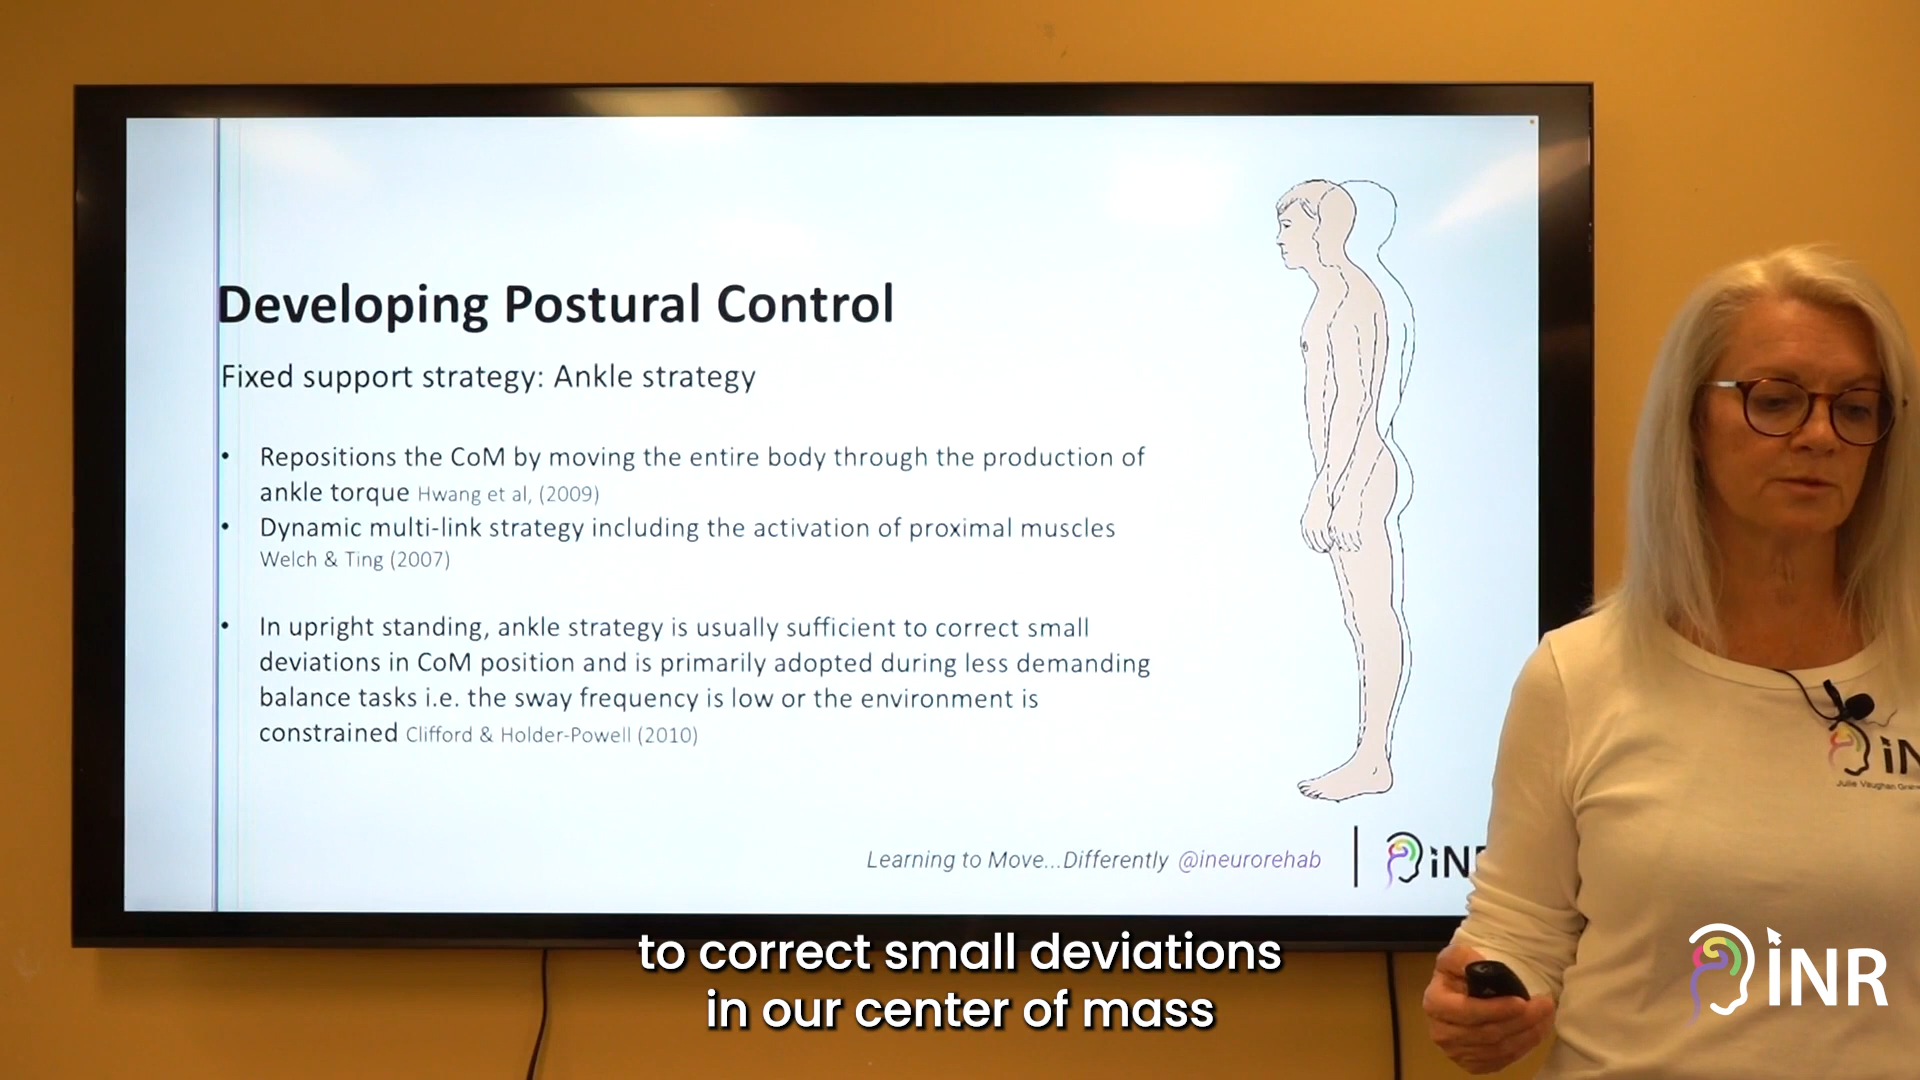 Developing Postural Control
Fixed support strategy: Ankle strategy
• Repositions the CoM by moving the entire body through the production of
ankle torque Hwang et al, (2009)
• Dynamic multi-link strategy including the activation of proximal muscles
Welch & Ting (2007)
• In upright standing, ankle strategy is usually sufficient to correct small
deviations in CoM position and is primarily adopted during less demanding
balance tasks i.e. the sway frequency is low or the environment is
constrained Clifford & Holder-Powell (2010)
Learning to Move...Differently @ineurorehab
iN
iN
Julie Vaughan
to correct small deviations
in our center of mass
iNR